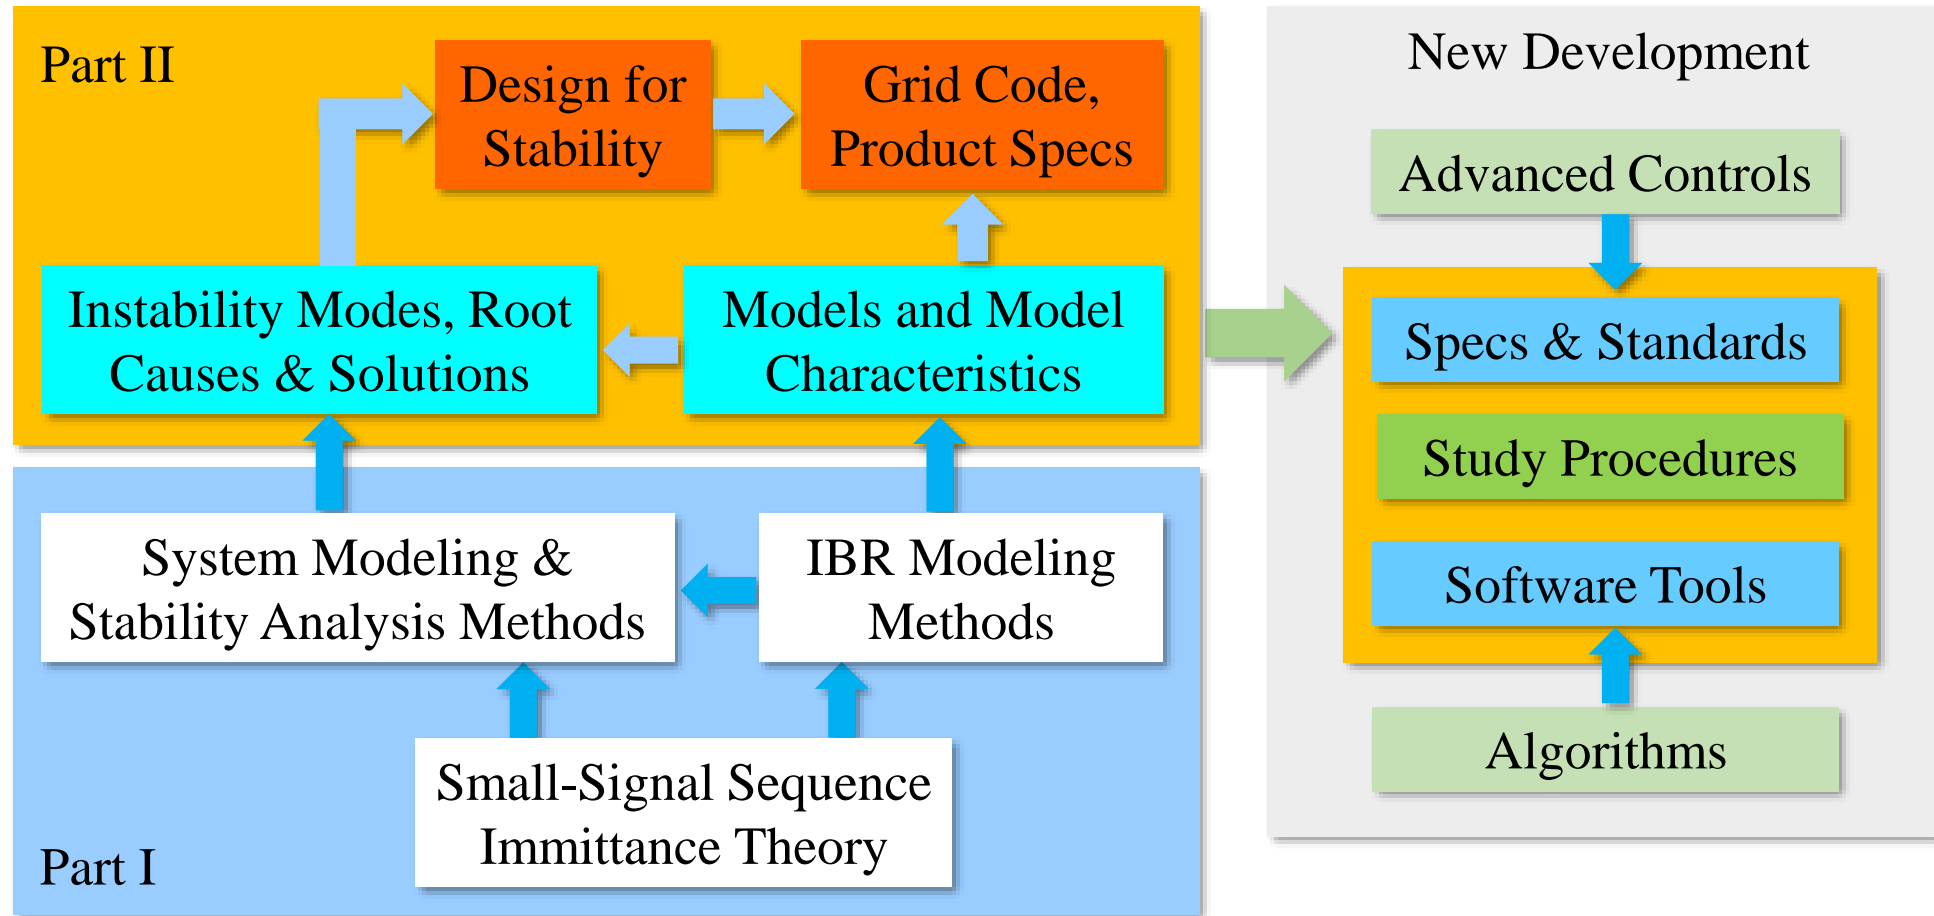 Part II
Design for
Stability
Grid Code,
Product Specs
Instability Modes, Root
Causes & Solutions
Models and Model
Characteristics
System Modeling &
Stability Analysis Methods
IBR Modeling
Methods
Small-Signal Sequence
Immittance Theory
Part I
New Development
Advanced Controls
Specs & Standards
Study Procedures
Software Tools
Algorithms